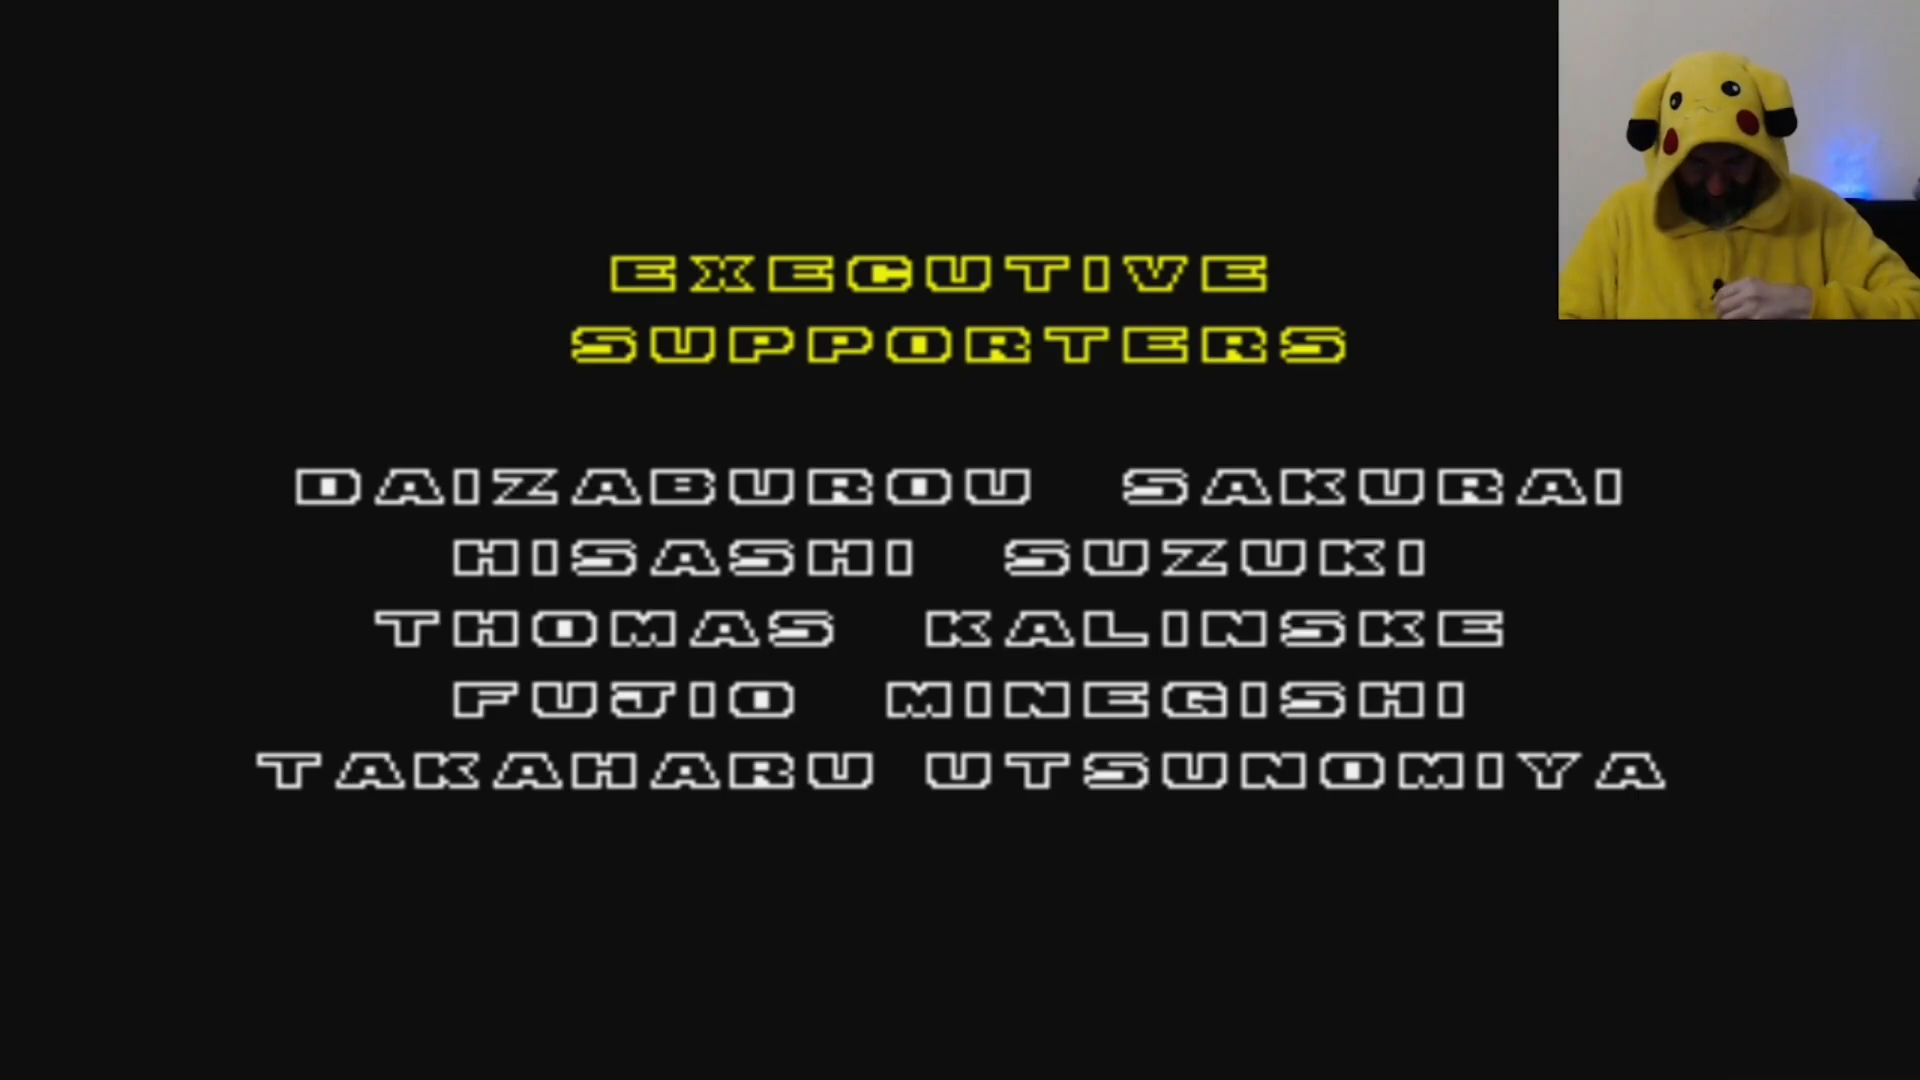 EXECUTIVE
SUPPORTERS
DAIZABUROU SAKURAI
HISASHI SUZUKI
THOMAS KALINSKE
FUJIO MINEGISHI
TAKAHARU UTSUNOMIYA